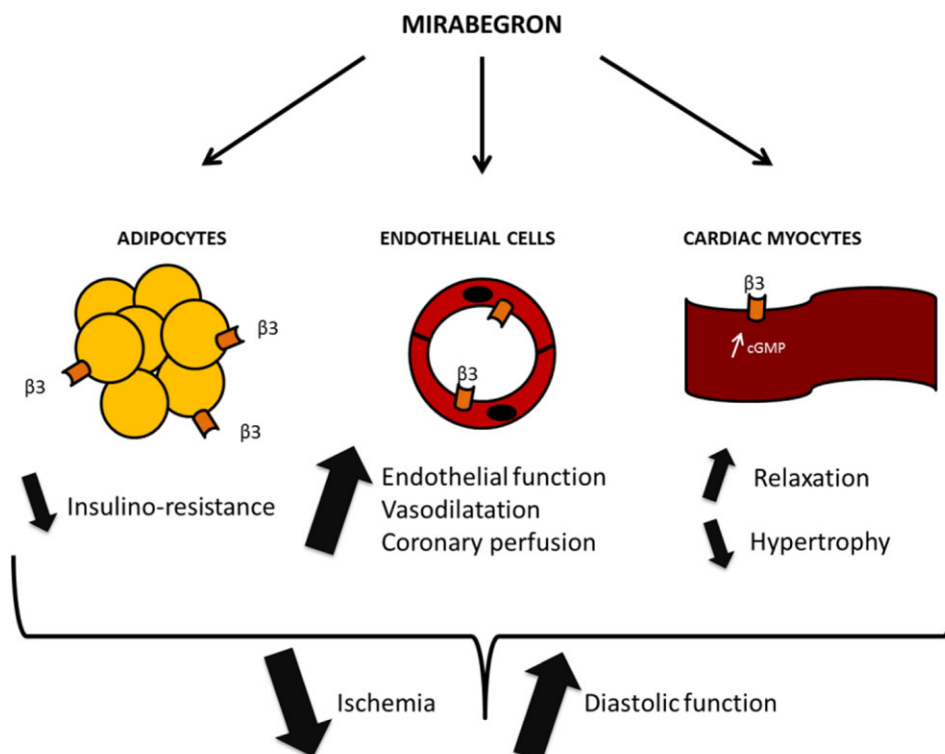 MIRABEGRON
ADIPOCYTES
ENDOTHELIAL CELLS
CARDIAC MYOCYTES
β3
β3
β3
β3
β3
cGMP
Insulino-resistance
Endothelial function
Vasodilatation
Coronary perfusion
Relaxation
Hypertrophy
Ischemia
Diastolic function